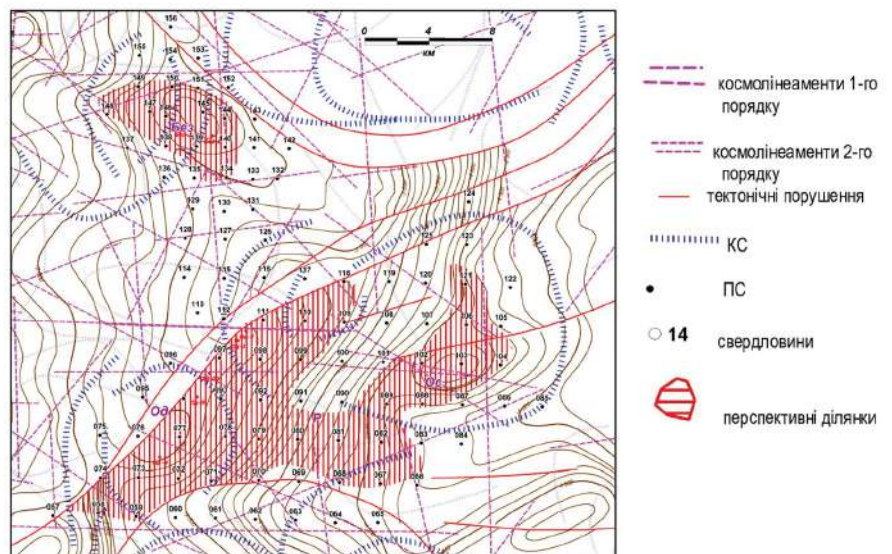 0 4 8
км
156
155 154 153
149 150 151 152
148 147 146 145 144 143
Без
137 138 139 140 141 142
136 135 134 133 132
129 130 131
128 127 126
124
125 123
114 115 116 117 118 119 120 121 122
113 112 111 110 109 108 107 106 105
096 097 098 099 100 101 102 103 104
Ос
095 093 092 091 090 089 088 087 086 085
Од
Р
075 076 077 078 079 080 081 082 083 084
074 073 072 071 070 069 068 067 066
057 058 059 060 061 062 063 064 065
космолінеаменти 1-го
порядку
космолінеаменти 2-го
порядку
тектонічні порушення
КС
ПС
14 свердловини
перспективні ділянки